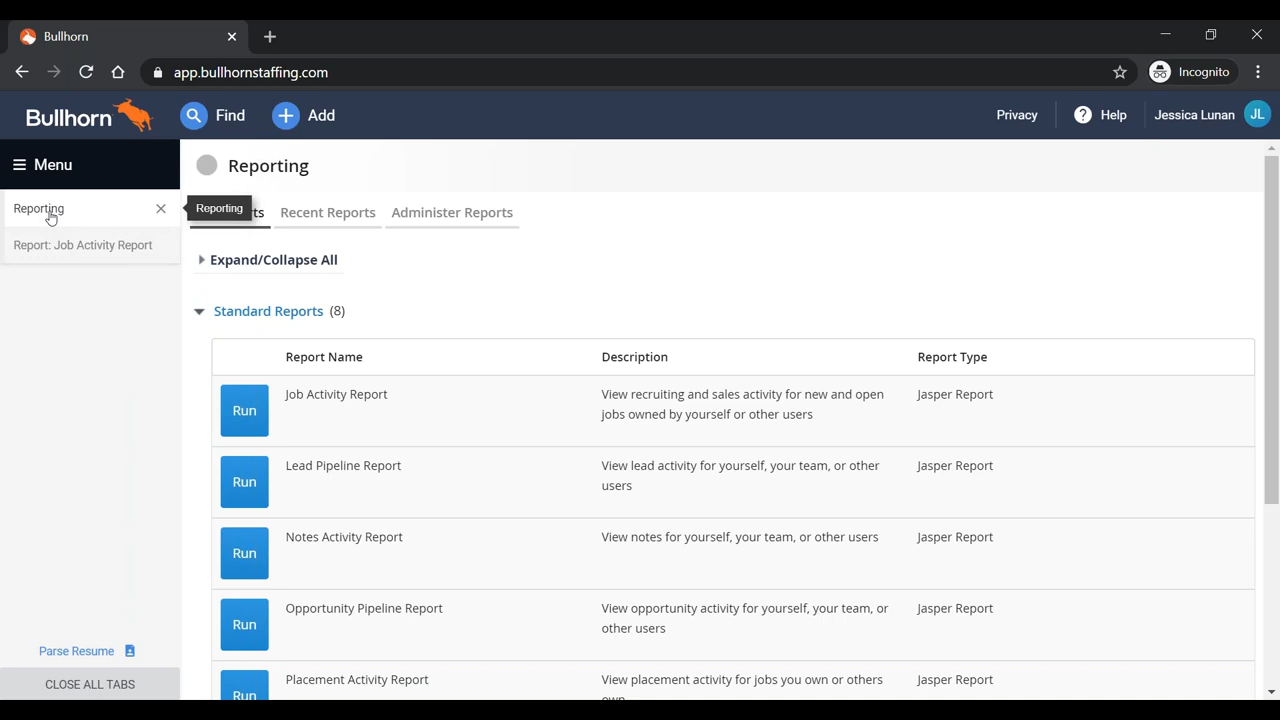 Bullhorn
app.bullhornstaffing.com
Incognito
Bullhorn
Find
Add
Privacy
Help
Jessica Lunan
JL
Menu
Reporting
Reporting
Report: Job Activity Report
Reporting
Recent Reports
Administer Reports
Expand/Collapse All
Standard Reports (8)
Report Name Description Report Type
Run Job Activity Report View recruiting and sales activity for new and open Jasper Report
jobs owned by yourself or other users
Run Lead Pipeline Report View lead activity for yourself, your team, or other Jasper Report
users
Run Notes Activity Report View notes for yourself, your team, or other users Jasper Report
Run Opportunity Pipeline Report View opportunity activity for yourself, your team, or Jasper Report
other users
Run Placement Activity Report View placement activity for jobs you own or others Jasper Report
own
Parse Resume
CLOSE ALL TABS